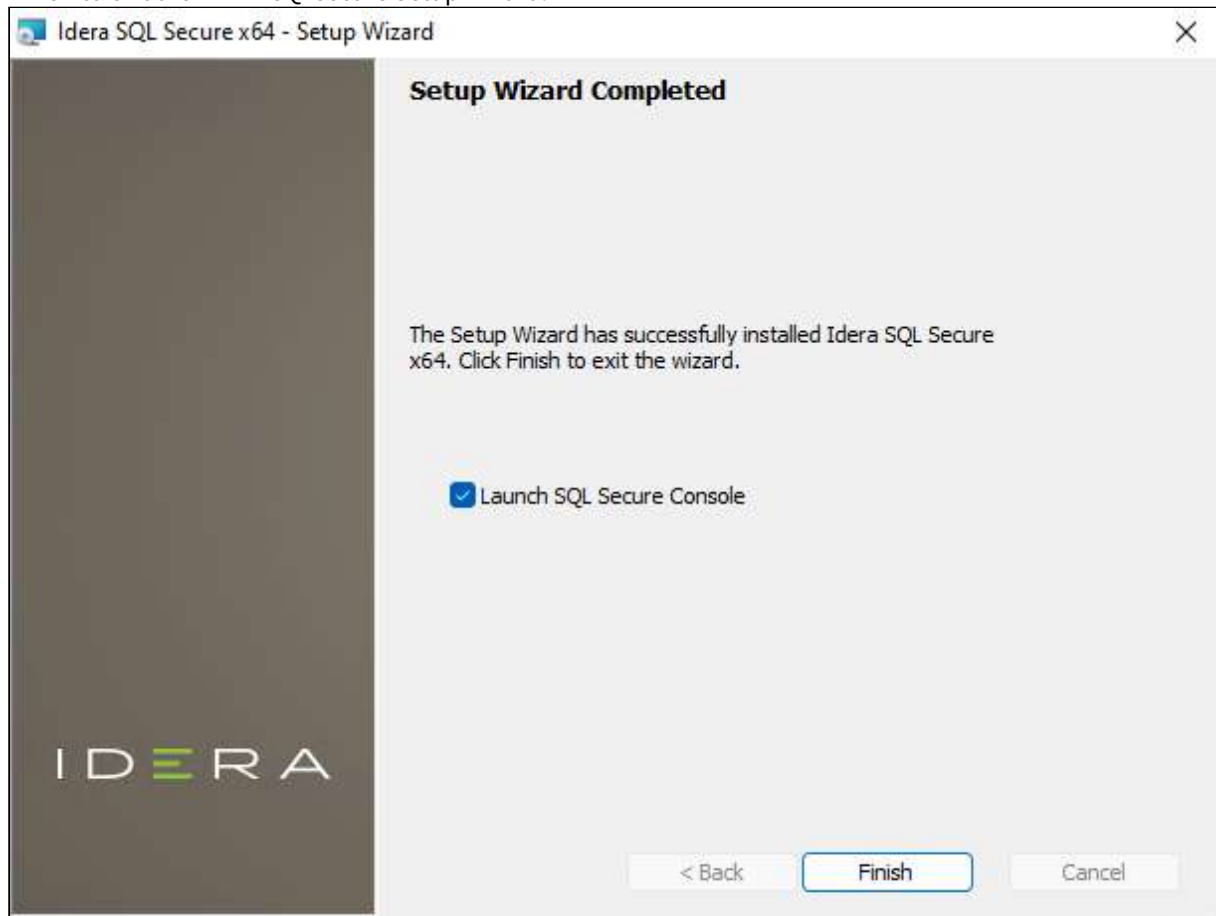 Idera SQL Secure x64 - Setup Wizard
Setup Wizard Completed
The Setup Wizard has successfully installed Idera SQL Secure
x64. Click Finish to exit the wizard.
Launch SQL Secure Console
IDERA
< Back
Finish
Cancel